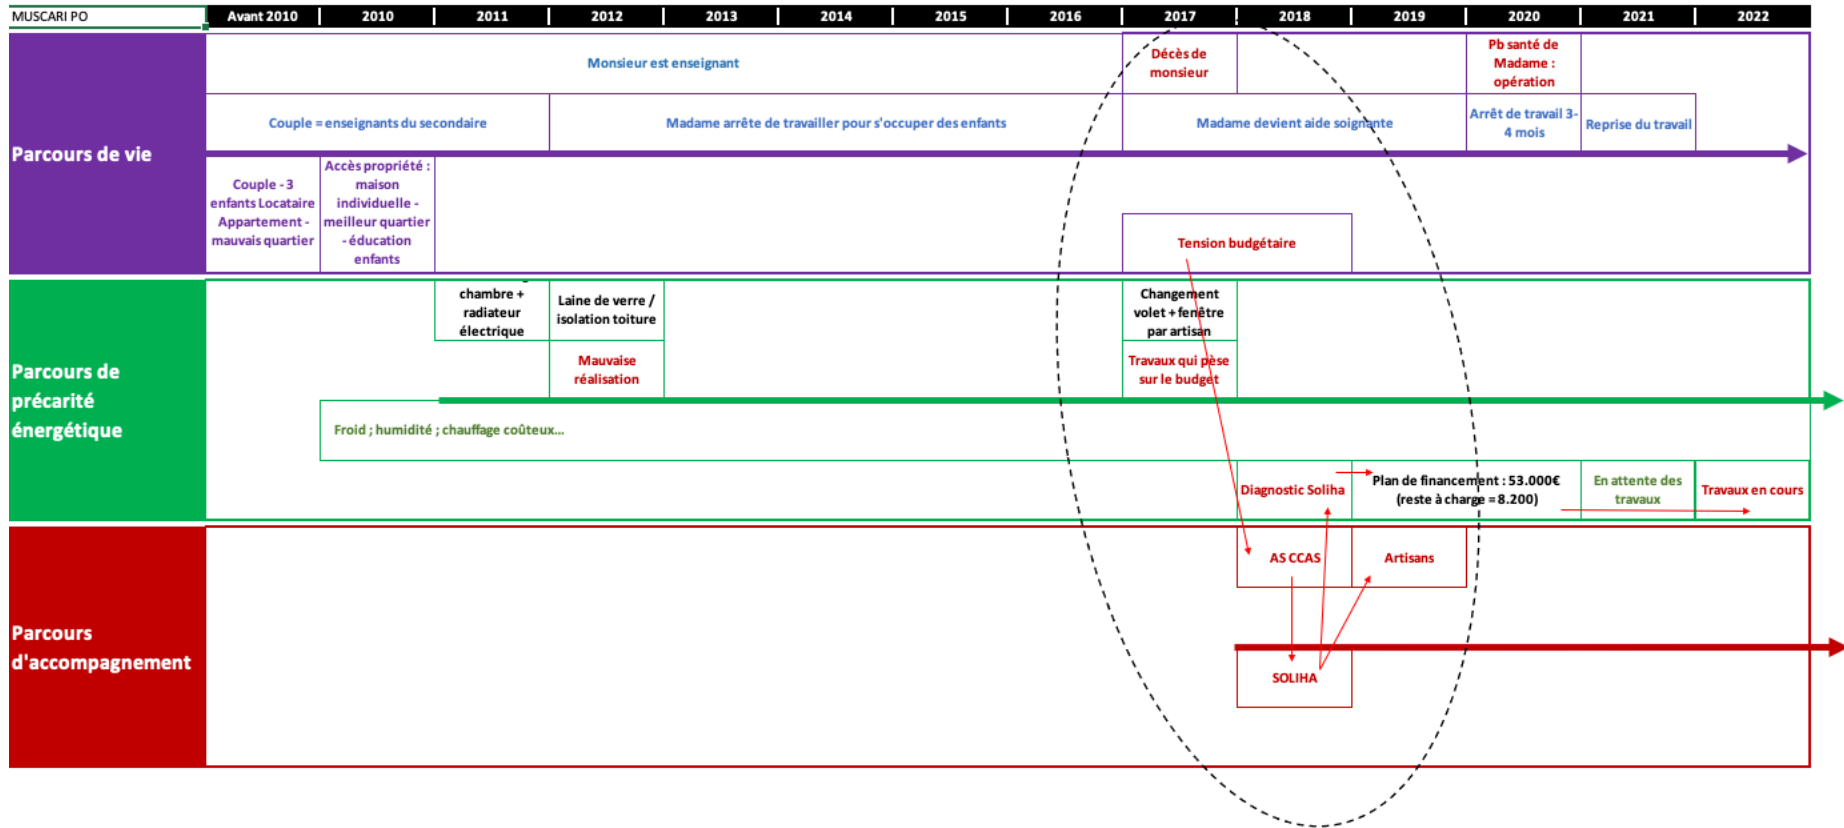 MUSCARI PO
Avant 2010 2010 2011 2012 2013 2014 2015 2016 2017 2018 2019 2020 2021 2022
Parcours de vie
Monsieur est enseignant
Décès de
monsieur
Pb santé de
Madame :
opération
Couple = enseignants du secondaire
Madame arrête de travailler pour s'occuper des enfants
Madame devient aide soignante
Arrêt de travail 3-
4 mois
Reprise du travail
Couple - 3
enfants Locataire
Appartement -
mauvais quartier
Accès propriété :
maison
individuelle -
meilleur quartier
- éducation
enfants
Tension budgétaire
Parcours de
précarité
énergétique
chambre +
radiateur
électrique
Laine de verre /
isolation toiture
Changement
volet + fenêtre
par artisan
Mauvaise
réalisation
Travaux qui pèse
sur le budget
Froid ; humidité ; chauffage coûteux...
Diagnostic Soliha
Plan de financement : 53.000€
(reste à charge = 8.200)
En attente des
travaux
Travaux en cours
Parcours
d'accompagnement
AS CCAS
Artisans
SOLIHA